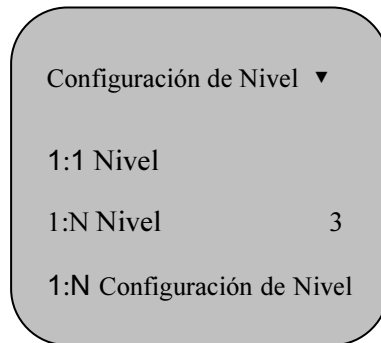 Configuración de Nivel ▼
1:1 Nivel
1:N Nivel 3
1:N Configuración de Nivel